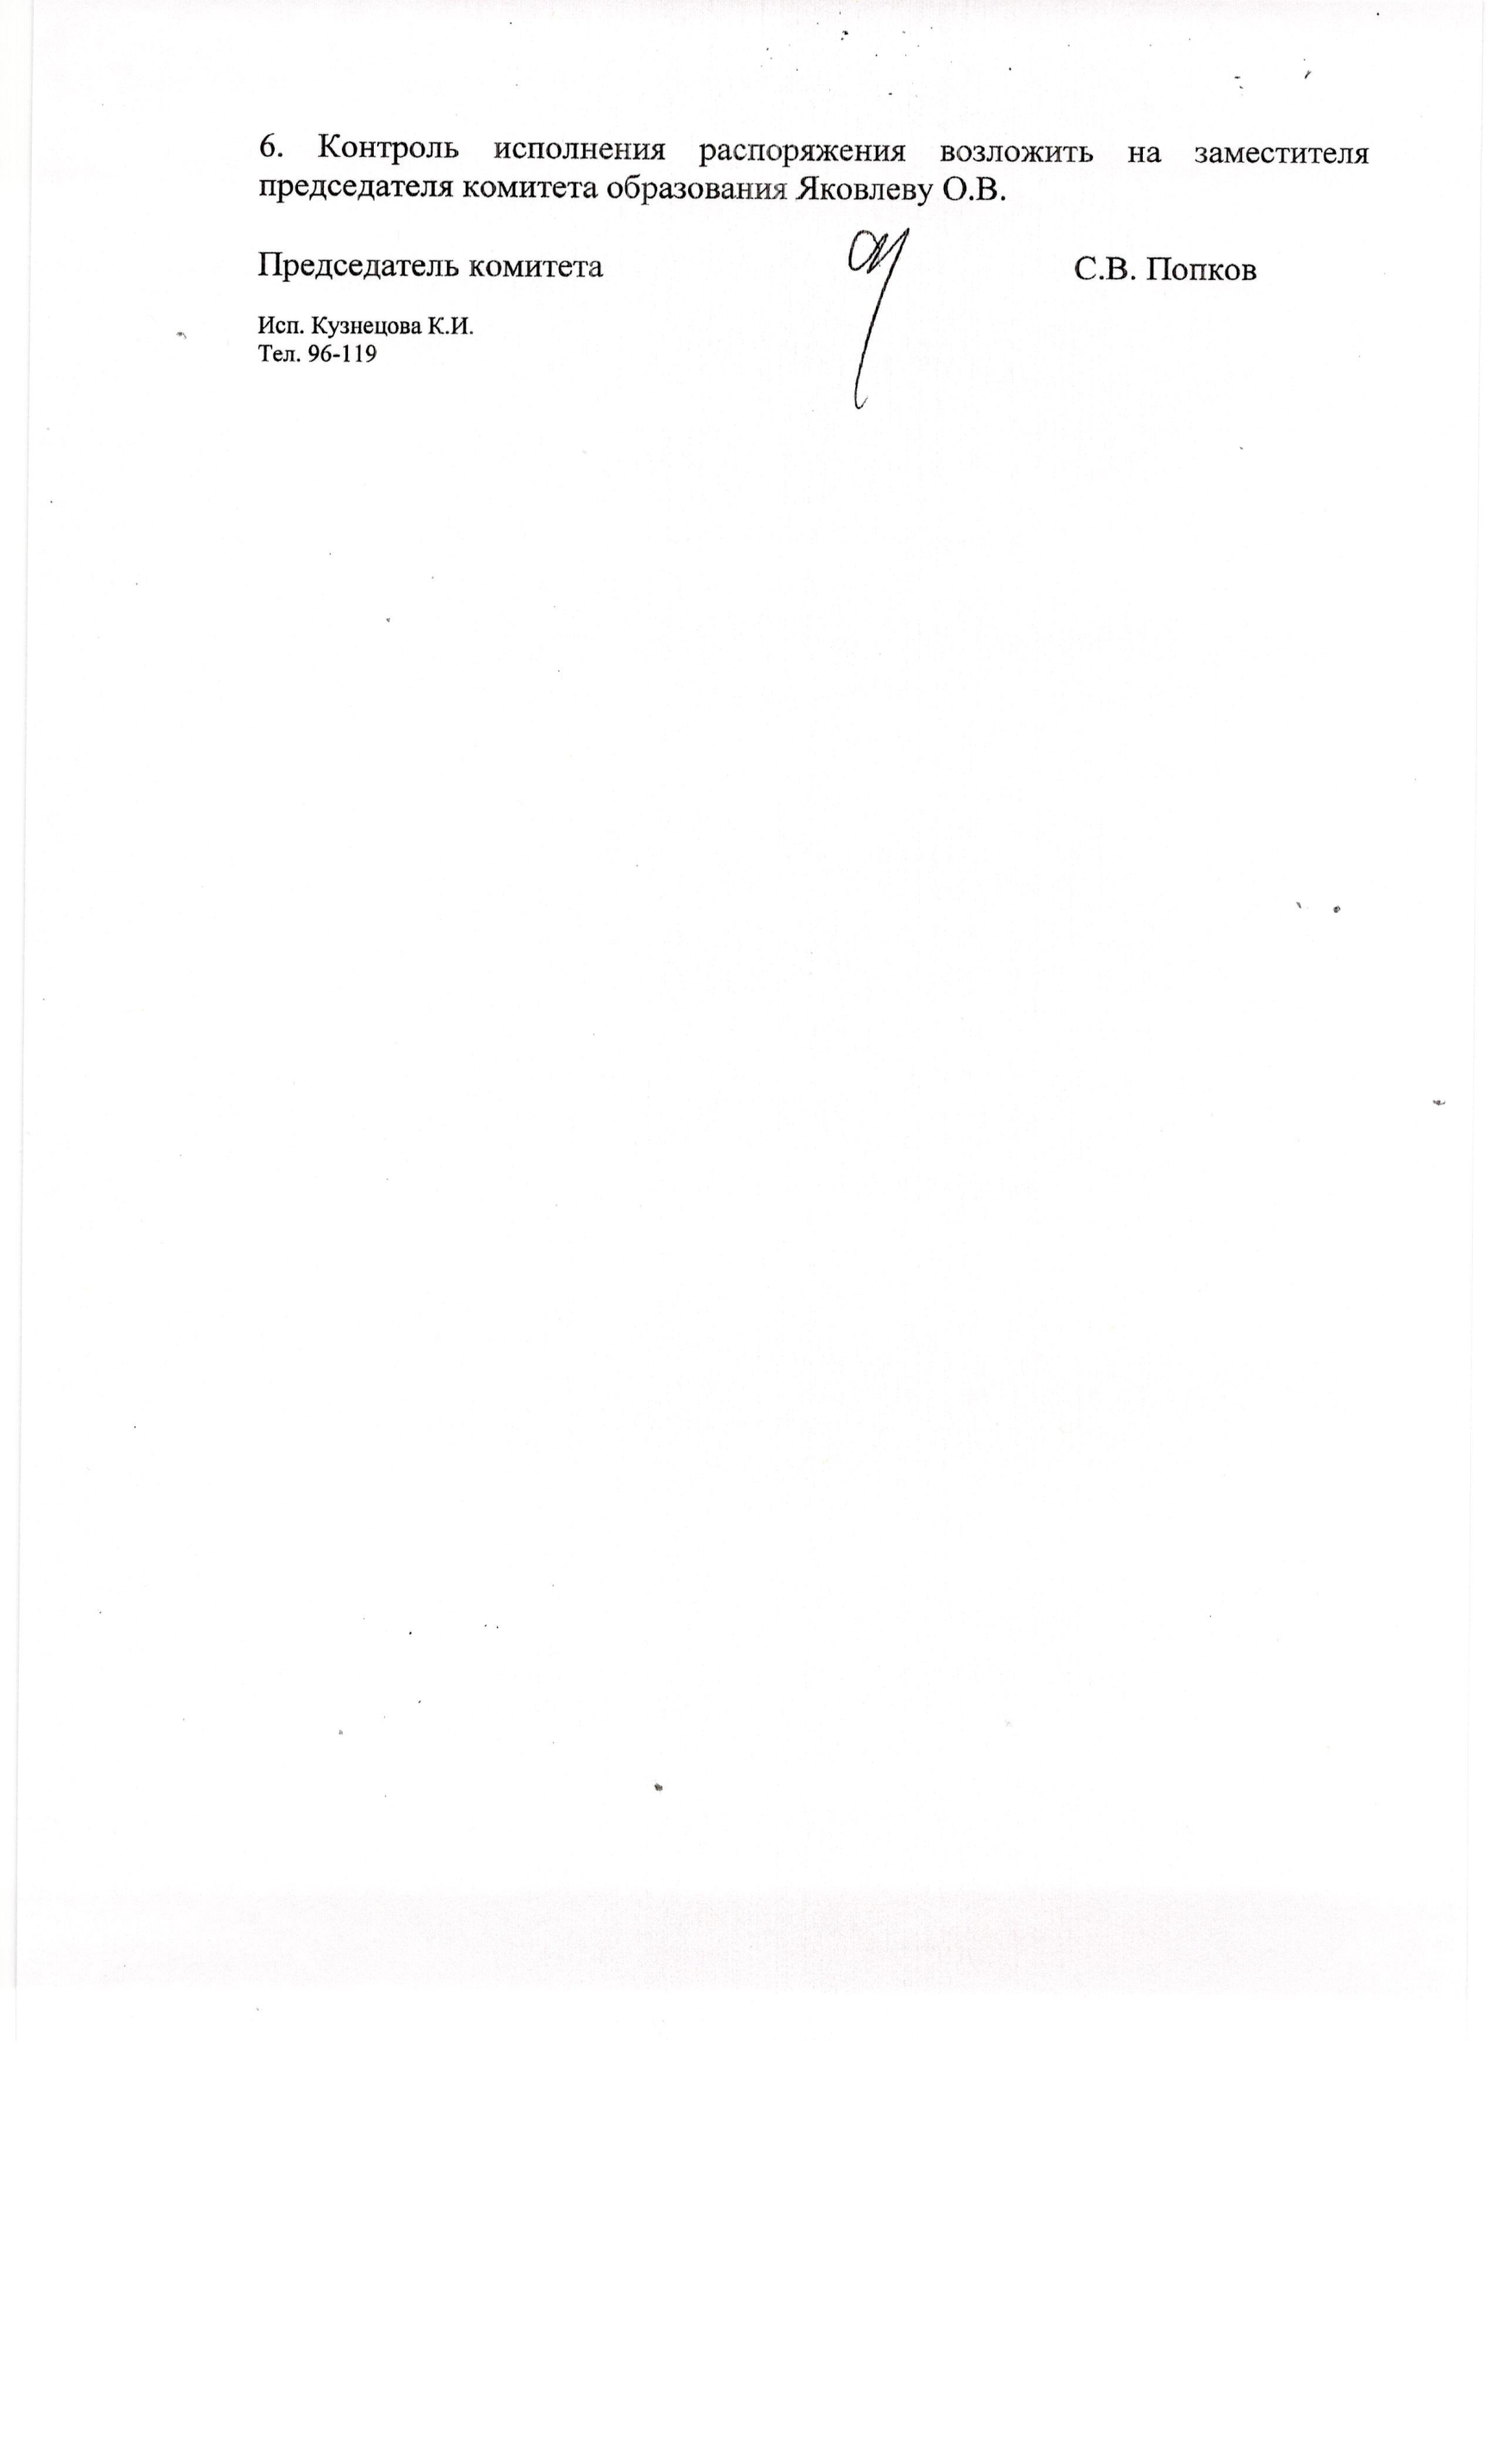 6. Контроль исполнения распоряжения возложить на заместителя
председателя комитета образования Яковлеву О.В.
Председатель комитета С.В. Попков
Исп. Кузнецова К.И.
Тел. 96-119